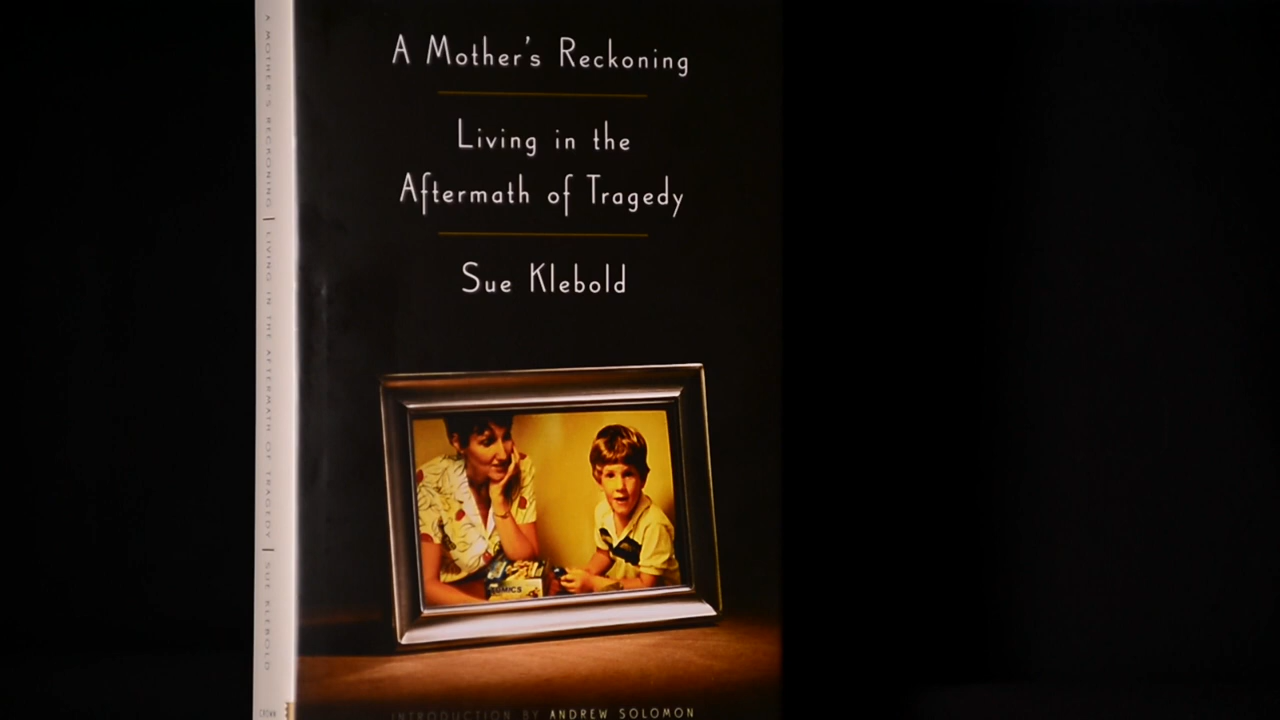 A Mother's Reckoning
Living in the
Aftermath of Tragedy
Sue Klebold
COMICS
INTRODUCTION BY ANDREW SOLOMON
A MOTHER'S RECKONING | LIVING IN THE AFTERMATH OF TRAGEDY | SUE KLEBOLD
CROWN